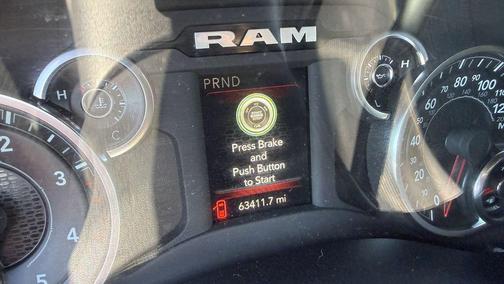 RAM
PRND
H
C
Press Brake
and
Push Button
to Start
63411.7 mi
H
2
3
4
5
0
20
40
60
80
100